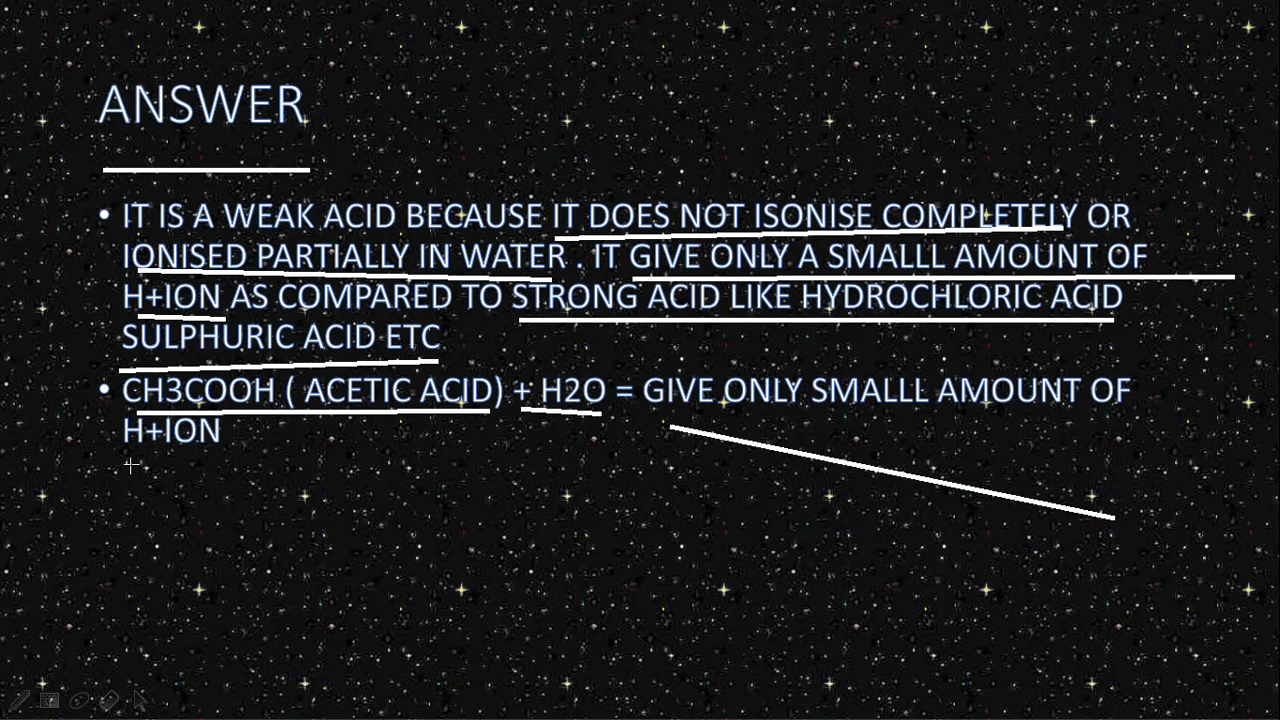 ANSWER
• IT IS A WEAK ACID BECAUSE IT DOES NOT ISONISE COMPLETELY OR
IONISED PARTIALLY IN WATER . IT GIVE ONLY A SMALLL AMOUNT OF
H+ION AS COMPARED TO STRONG ACID LIKE HYDROCHLORIC ACID
SULPHURIC ACID ETC
• CH3COOH ( ACETIC ACID) + H2O = GIVE ONLY SMALLL AMOUNT OF
H+ION